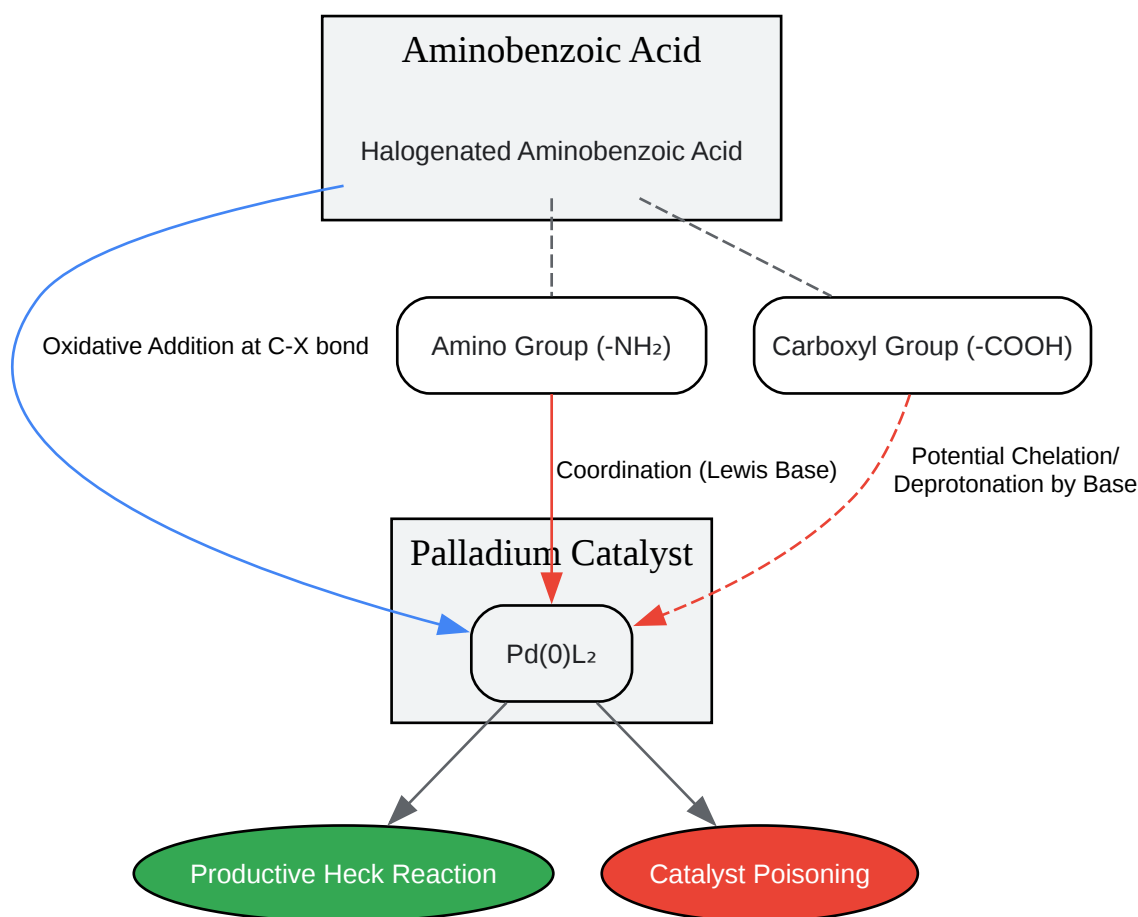 Aminobenzoic Acid
Halogenated Aminobenzoic Acid
Oxidative Addition at C-X bond
Amino Group (-NH₂)
Carboxyl Group (-COOH)
Coordination (Lewis Base)
Potential Chelation/
Deprotonation by Base
Palladium Catalyst
Pd(0)L₂
Productive Heck Reaction
Catalyst Poisoning